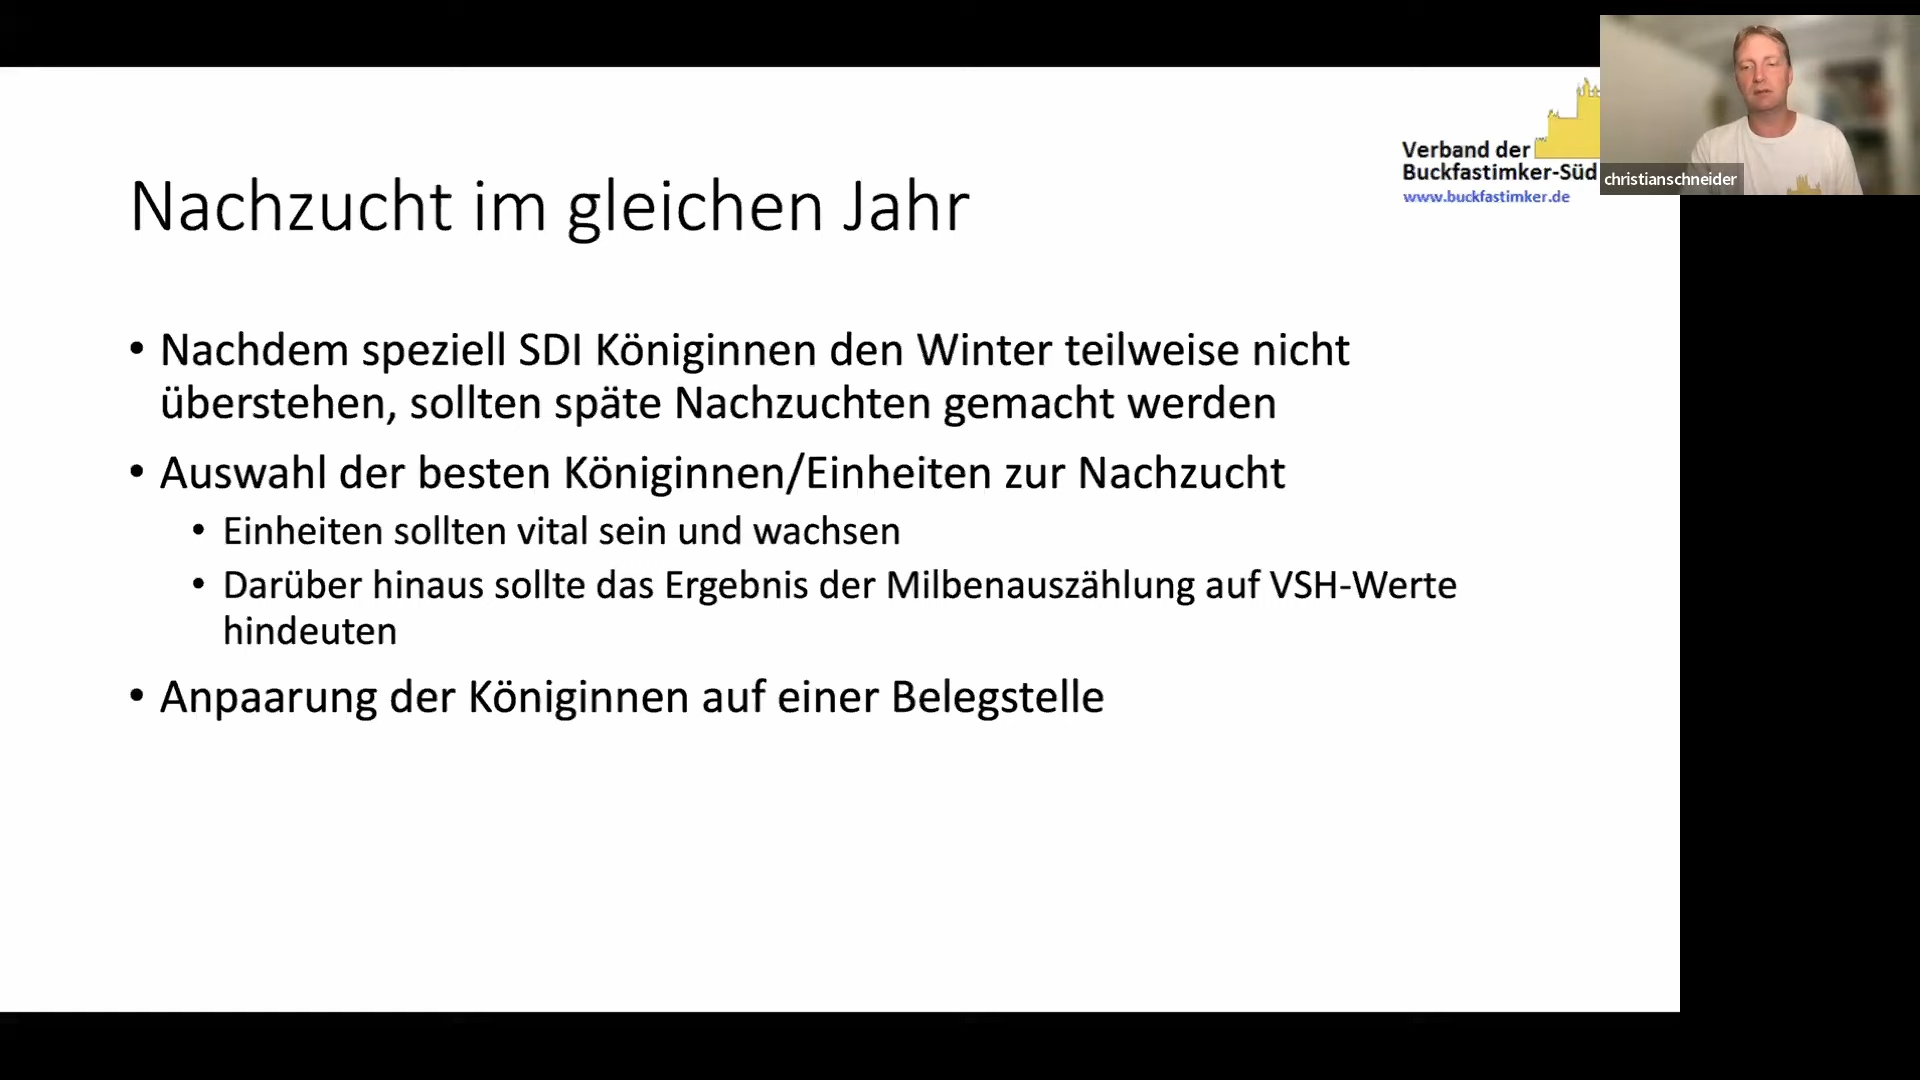 Verband der
Buckfastimker-Süd
www.buckfastimker.de
christianschneider
Nachzucht im gleichen Jahr
• Nachdem speziell SDI Königinnen den Winter teilweise nicht
überstehen, sollten späte Nachzuchten gemacht werden
• Auswahl der besten Königinnen/Einheiten zur Nachzucht
• Einheiten sollten vital sein und wachsen
• Darüber hinaus sollte das Ergebnis der Milbenauszählung auf VSH-Werte
hindeuten
• Anpaarung der Königinnen auf einer Belegstelle